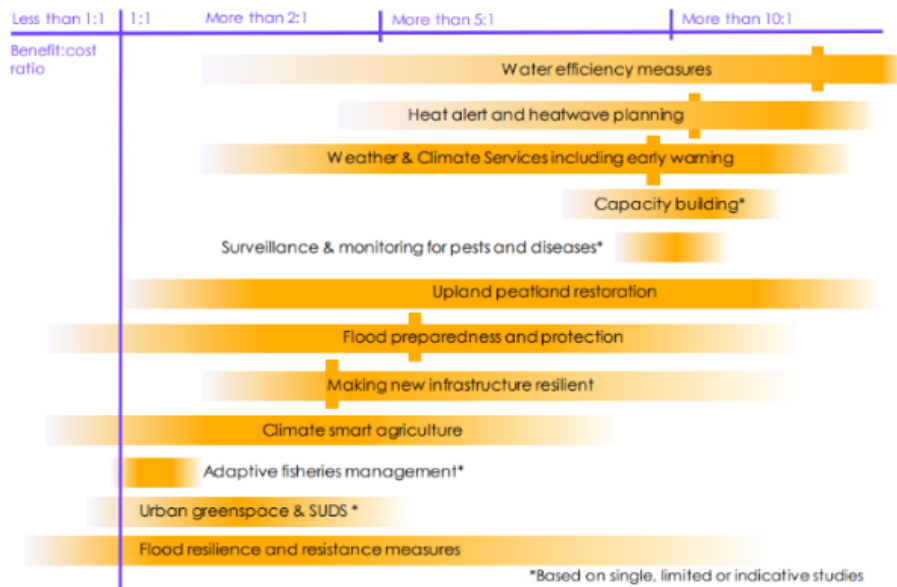 Less than 1:1 1:1 More than 2:1 More than 5:1 More than 10:1
Benefit:cost
ratio
Water efficiency measures
Heat alert and heatwave planning
Weather & Climate Services including early warning
Capacity building*
Surveillance & monitoring for pests and diseases*
Upland peatland restoration
Flood preparedness and protection
Making new infrastructure resilient
Climate smart agriculture
Adaptive fisheries management*
Urban greenspace & SUDS *
Flood resilience and resistance measures
*Based on single, limited or indicative studies